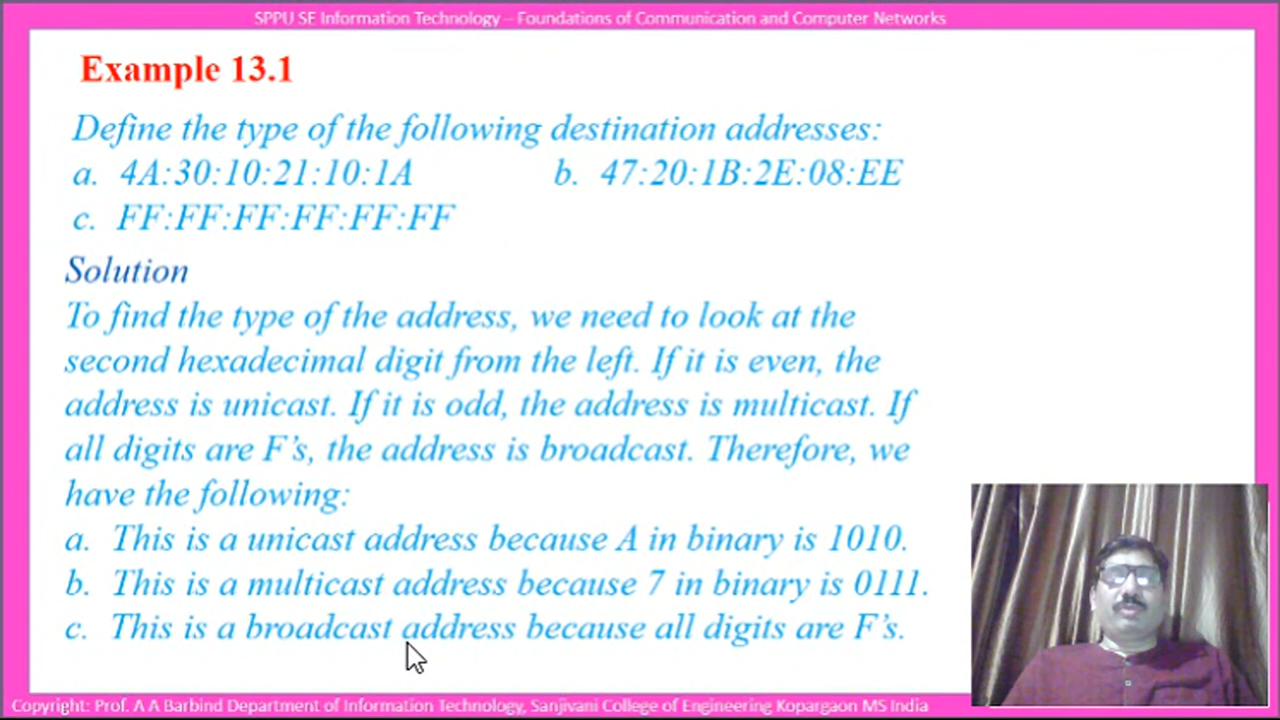 SPPU SE Information Technology – Foundations of Communication and Computer Networks
Example 13.1
Define the type of the following destination addresses:
a. 4A:30:10:21:10:1A b. 47:20:1B:2E:08:EE
c. FF:FF:FF:FF:FF:FF
Solution
To find the type of the address, we need to look at the
second hexadecimal digit from the left. If it is even, the
address is unicast. If it is odd, the address is multicast. If
all digits are F’s, the address is broadcast. Therefore, we
have the following:
a. This is a unicast address because A in binary is 1010.
b. This is a multicast address because 7 in binary is 0111.
c. This is a broadcast address because all digits are F’s.
Copyright: Prof. A A Barbind Department of Information Technology, Sanjivani College of Engineering Kopargaon MS India